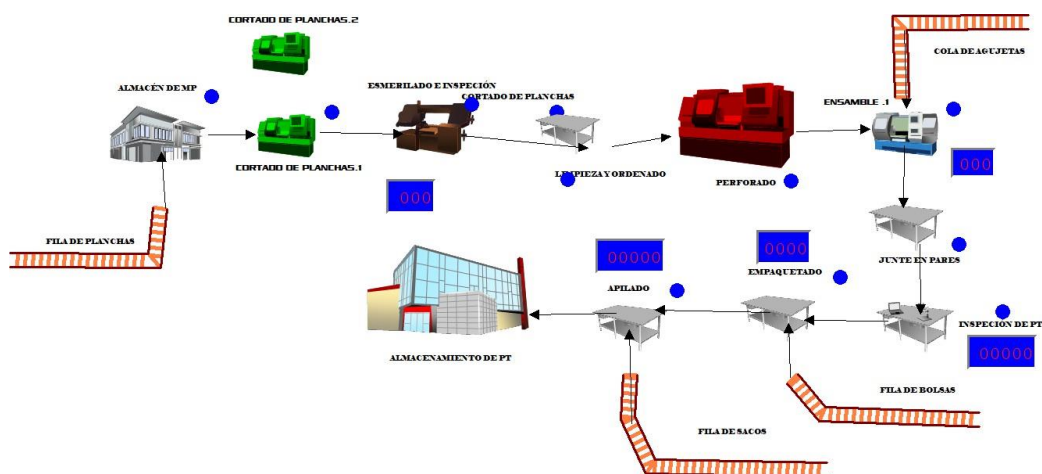 CORTADO DE PLANCHAS.2
COLA DE AGUJETAS
ALMACÉN DE MP
ESMERILADO E INSPECIÓN
CORTADO DE PLANCHAS
ENSAMBLE .1
CORTADO DE PLANCHAS.1
LIMPIEZA Y ORDENADO
PERFORADO
000
000
FILA DE PLANCHAS
JUNTE EN PARES
00000
0000
EMPAQUETADO
APILADO
INSPECIÓN DE PT
00000
ALMACENAMIENTO DE PT
FILA DE BOLSAS
FILA DE SACOS